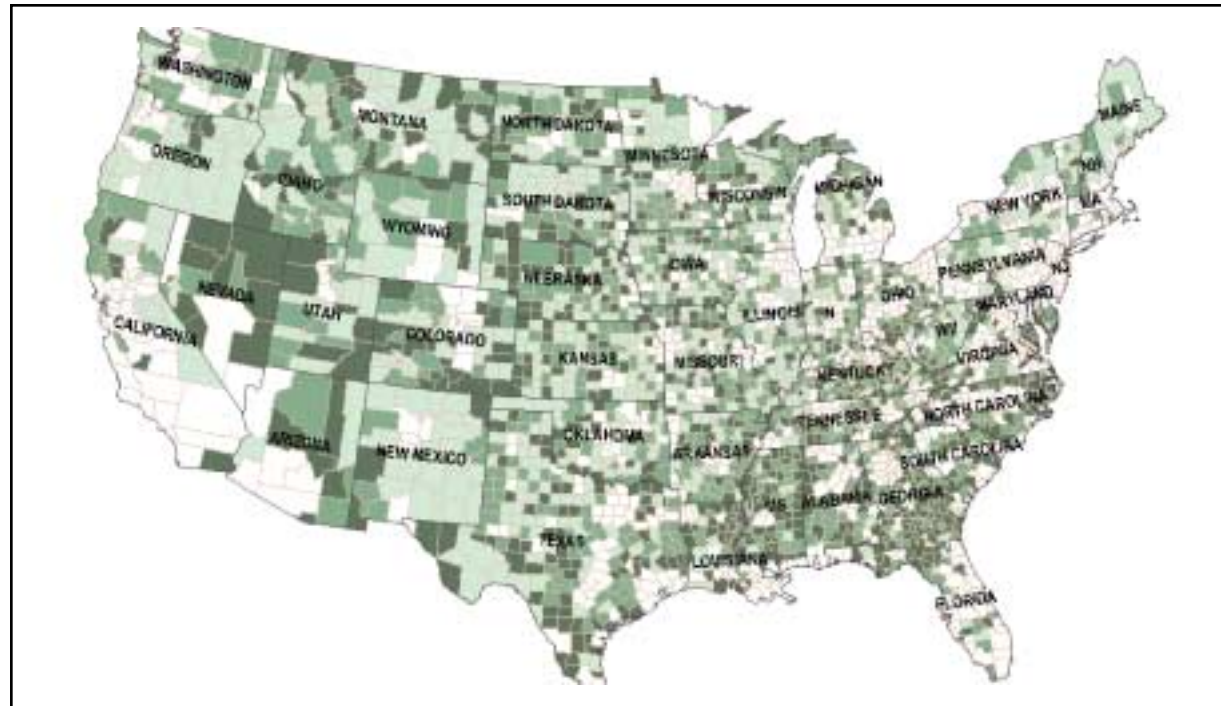 WASHINGTON
MONTANA
NORTH DAKOTA
MAINE
OREGON
IDAHO
MINNESOTA
NH
SOUTH DAKOTA
WISCONSIN
MICHIGAN
NEW YORK
MA
WYOMING
NEBRASKA
IOWA
PENNSYLVANIA
NJ
NEVADA
UTAH
COLORADO
ILLINOIS
IN
OHIO
MARYLAND
CALIFORNIA
KANSAS
MISSOURI
WV
VIRGINIA
KENTUCKY
ARIZONA
NEW MEXICO
OKLAHOMA
ARKANSAS
TENNESSEE
NORTH CAROLINA
SOUTH CAROLINA
MS
ALABAMA
GEORGIA
TEXAS
LOUISIANA
FLORIDA